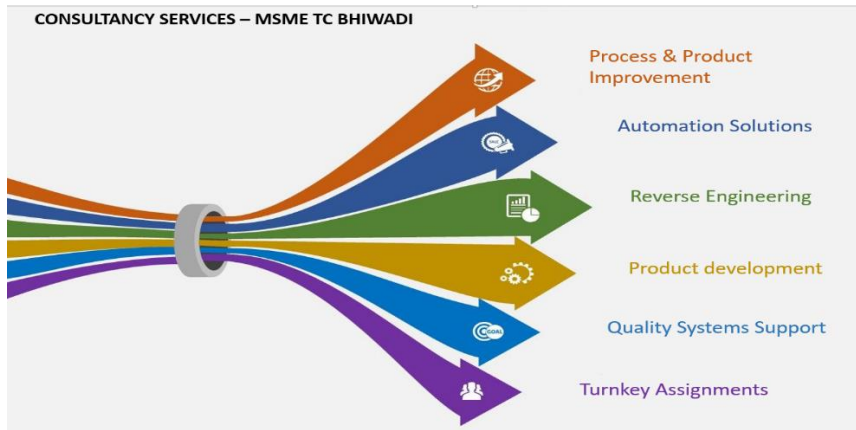 CONSULTANCY SERVICES – MSME TC BHIWADI
Process & Product
Improvement
Automation Solutions
Reverse Engineering
Product development
GOAL
Quality Systems Support
Turnkey Assignments